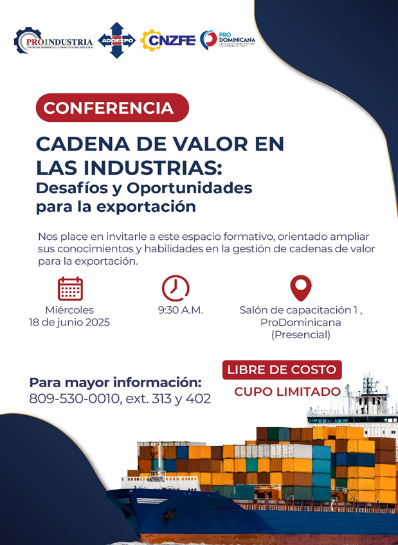 PROINDUSTRIA
ADOEXPO
CNZFE
PRO
DOMINICANA
CONFERENCIA
CADENA DE VALOR EN
LAS INDUSTRIAS:
Desafíos y Oportunidades
para la exportación
Nos place en invitarle a este espacio formativo, orientado ampliar
sus conocimientos y habilidades en la gestión de cadenas de valor
para la exportación.
Miércoles
18 de junio 2025
9:30 A.M.
Salón de capacitación 1 ,
ProDominicana
(Presencial)
LIBRE DE COSTO
CUPO LIMITADO
Para mayor información:
809-530-0010, ext. 313 y 402